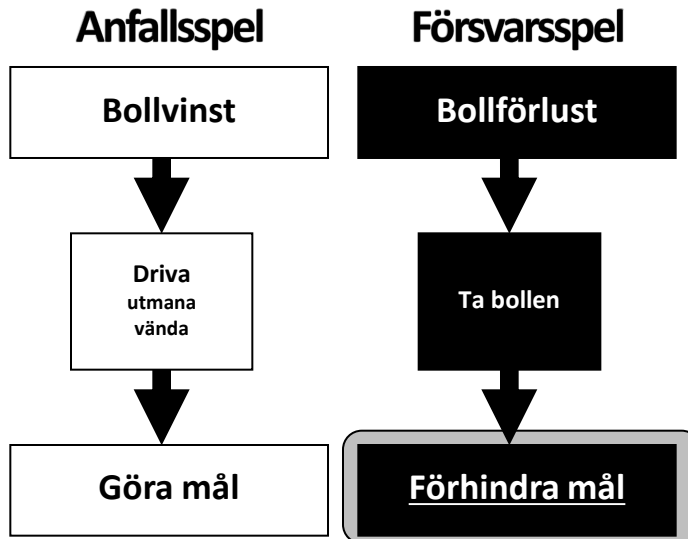 Anfallsspel
Försvarsspel
Bollvinst
Bollförlust
Driva
utmana
vända
Ta bollen
Göra mål
Förhindra mål